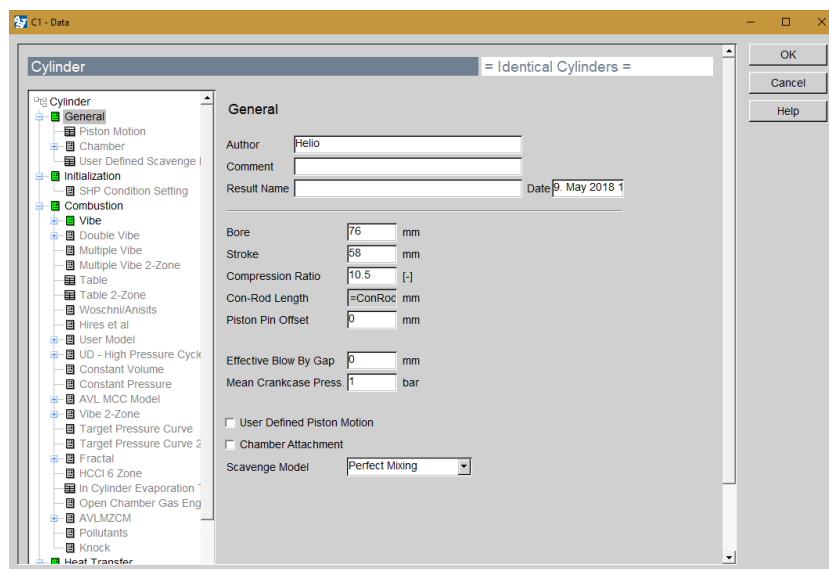 C1 - Data
Cylinder
= Identical Cylinders =
OK
Cancel
Help
Cylinder
General
Piston Motion
Chamber
User Defined Scavenge
Initialization
SHP Condition Setting
Combustion
Vibe
Double Vibe
Multiple Vibe
Multiple Vibe 2-Zone
Table
Table 2-Zone
Woschni/Anisits
Hires et al
User Model
UD - High Pressure Cycle
Constant Volume
Constant Pressure
AVL MCC Model
Vibe 2-Zone
Target Pressure Curve
Target Pressure Curve 2
Fractal
HCCI 6 Zone
In Cylinder Evaporation
Open Chamber Gas Eng
AVLMZCM
Pollutants
Knock
Heat Transfer
General
Author Helio
Comment
Result Name Date 9. May 2018 1
Bore 76 mm
Stroke 58 mm
Compression Ratio 10.5 [-]
Con-Rod Length =ConRod mm
Piston Pin Offset 0 mm
Effective Blow By Gap 0 mm
Mean Crankcase Press. 1 bar
User Defined Piston Motion
Chamber Attachment
Scavenge Model Perfect Mixing